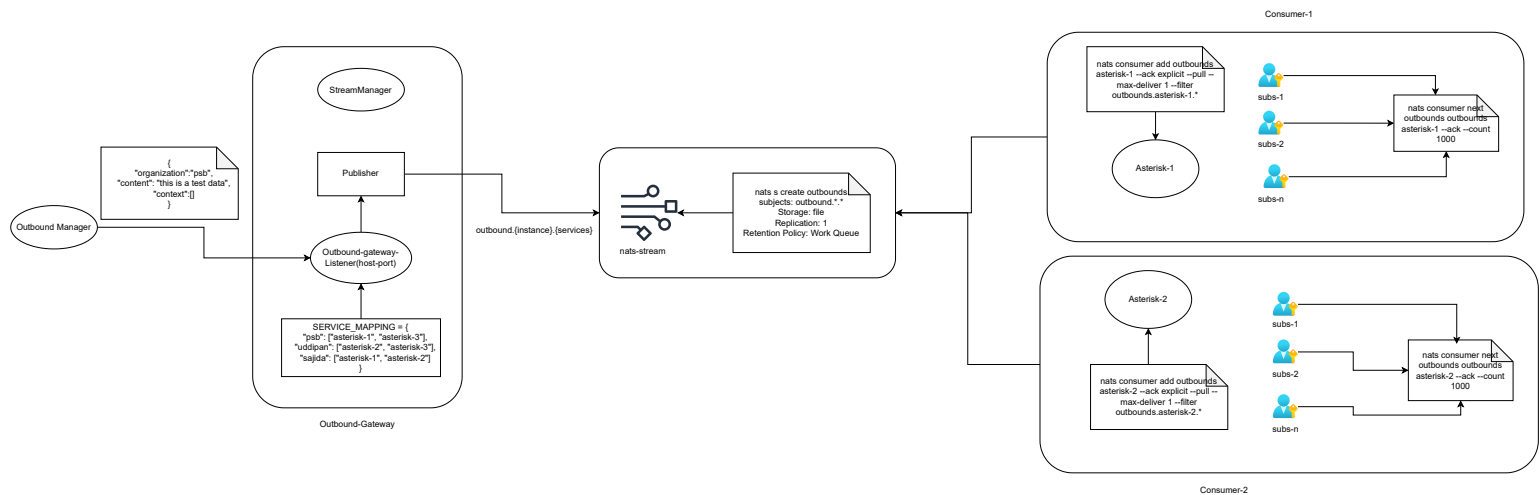 Outbound Manager
{
"organization":"psb",
"content": "this is a test data",
"context":[]
}
StreamManager
Publisher
Outbound-gateway-
Listener(host-port)
SERVICE_MAPPING = {
"psb": ["asterisk-1", "asterisk-3"],
"uddipan": ["asterisk-2", "asterisk-3"],
"sajida": ["asterisk-1", "asterisk-2"]
}
Outbound-Gateway
outbound.{instance}.{services}
nats-stream
nats s create outbounds
subjects: outbound.*.*
Storage: file
Replication: 1
Retention Policy: Work Queue
Consumer-1
nats consumer add outbounds
asterisk-1 --ack explicit --pull --
max-deliver 1 --filter
outbounds.asterisk-1.*
Asterisk-1
subs-1
subs-2
subs-n
nats consumer next
outbounds outbounds
asterisk-1 --ack --count
1000
Asterisk-2
nats consumer add outbounds
asterisk-2 --ack explicit --pull --
max-deliver 1 --filter
outbounds.asterisk-2.*
subs-1
subs-2
subs-n
nats consumer next
outbounds outbounds
asterisk-2 --ack --count
1000
Consumer-2